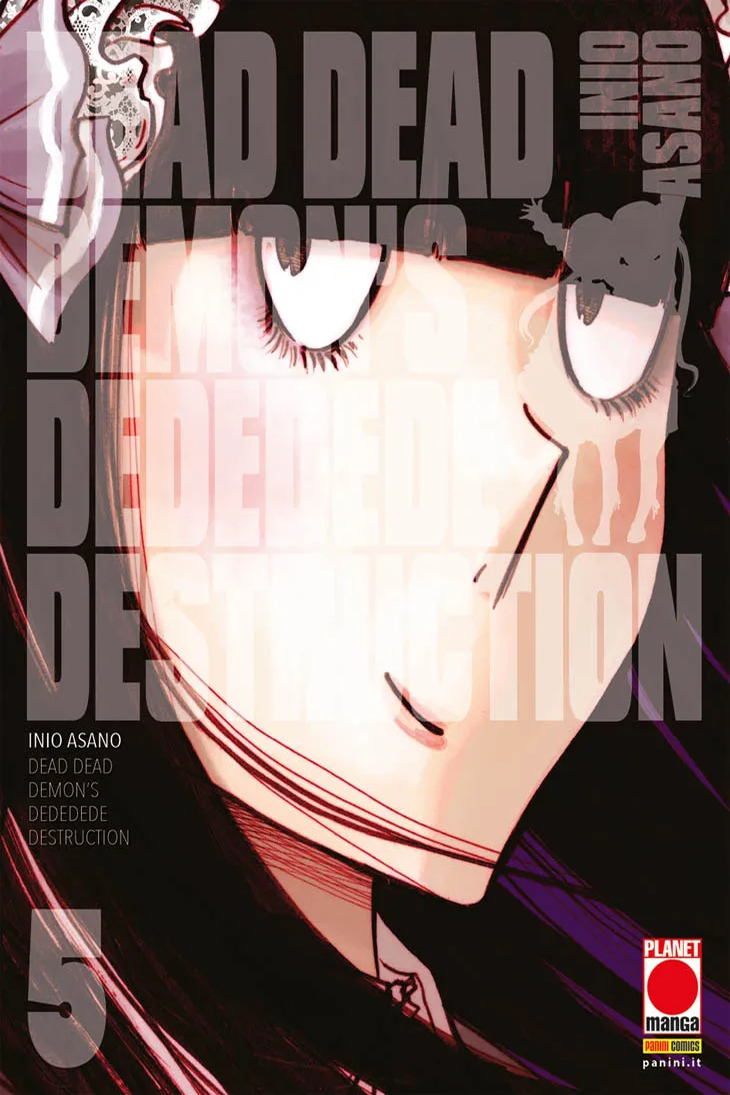 DEAD DEAD
DEMON'S
DEDEDEDE
DESTRUCTION
INIO
ASANO
INIO ASANO
DEAD DEAD
DEMON'S
DEDEDEDE
DESTRUCTION
5
PLANET
manga
PANINI COMICS
panini.it